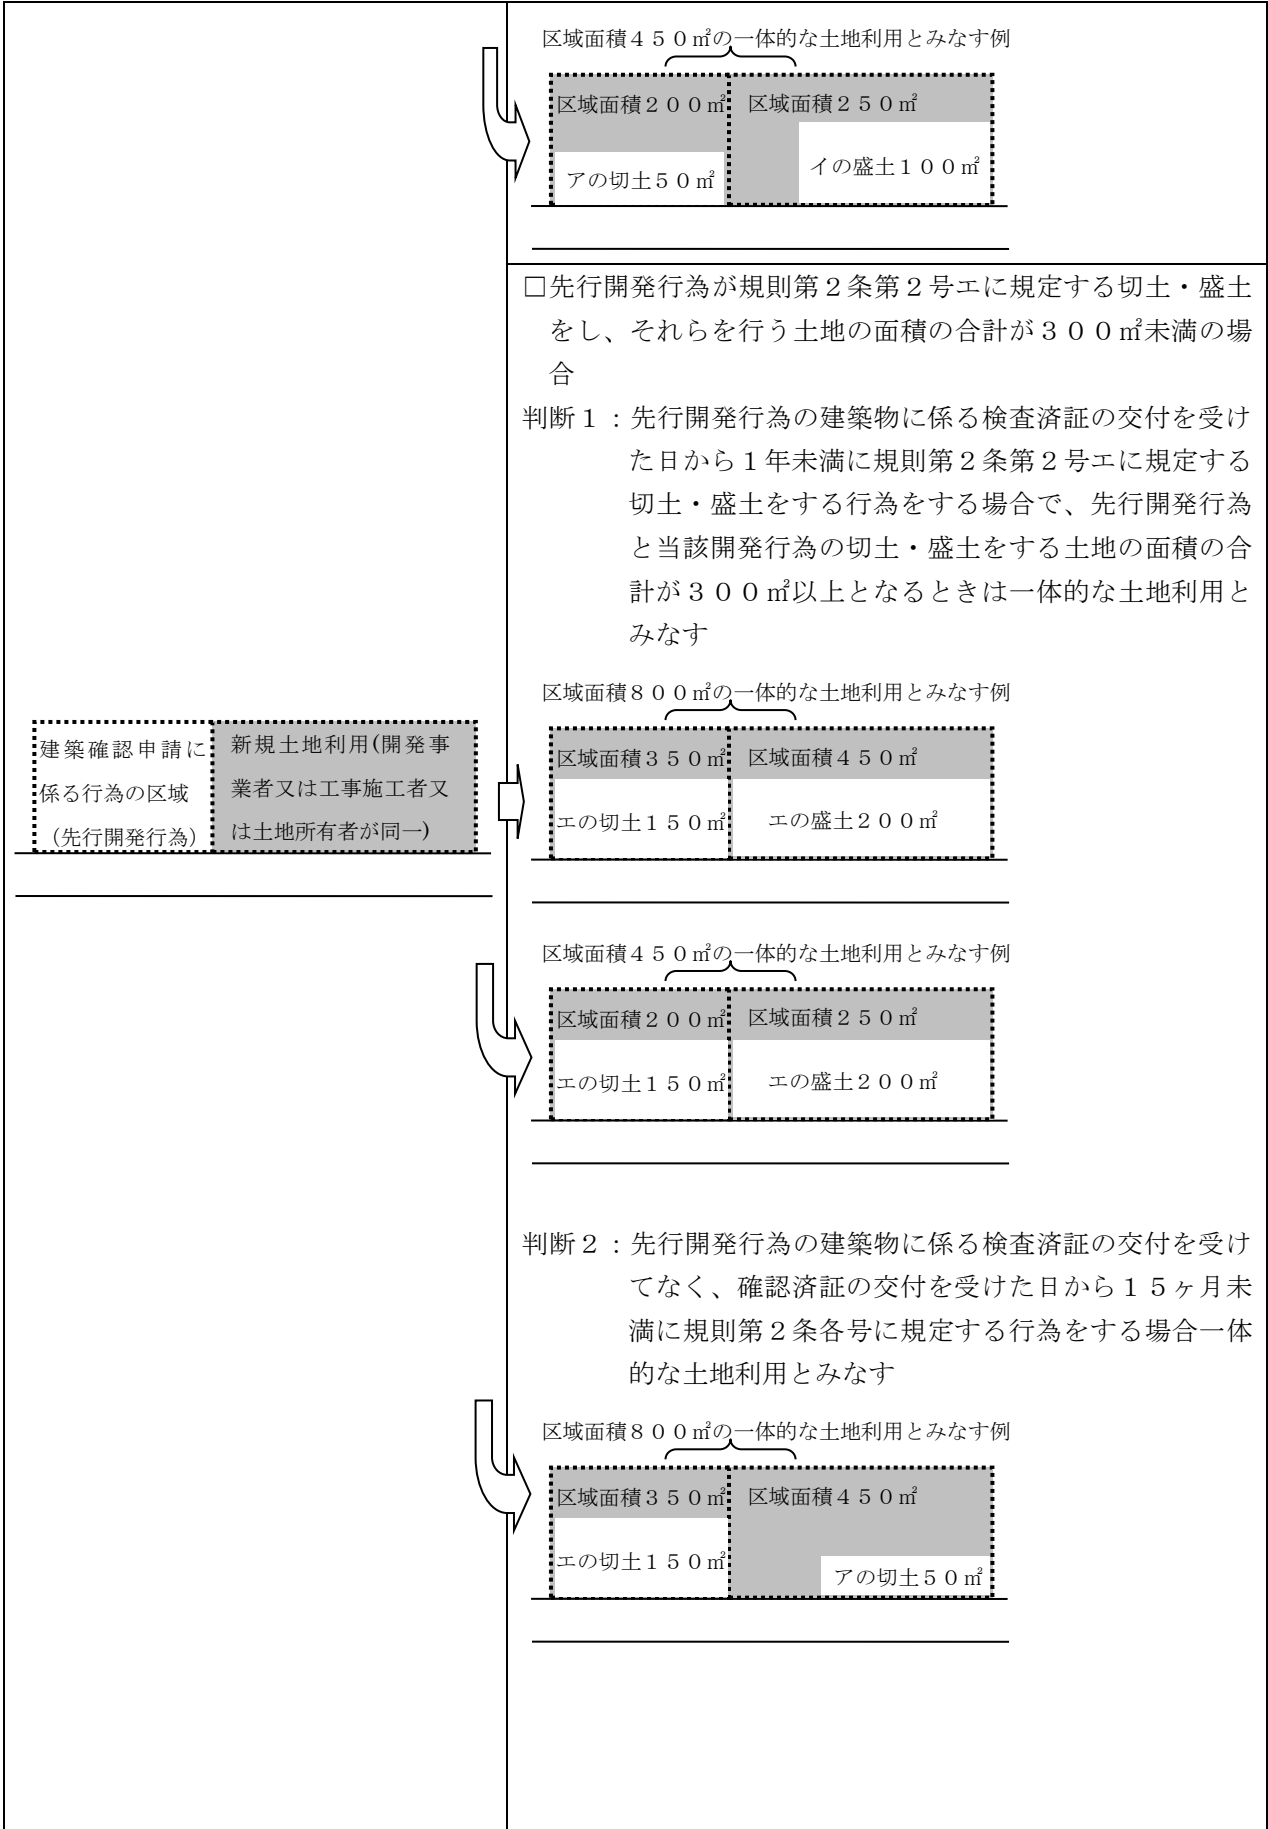 区域面積４５０㎡の一体的な土地利用とみなす例
区域面積２００㎡
区域面積２５０㎡
アの切土５０㎡
イの盛土１００㎡
□先行開発行為が規則第２条第２号エに規定する切土・盛土
をし、それらを行う土地の面積の合計が３００㎡未満の場
合
判断１：先行開発行為の建築物に係る検査済証の交付を受け
た日から１年未満に規則第２条第２号エに規定する
切土・盛土をする行為をする場合で、先行開発行為
と当該開発行為の切土・盛土をする土地の面積の合
計が３００㎡以上となるときは一体的な土地利用と
みなす
建築確認申請に
係る行為の区域
（先行開発行為）
新規土地利用(開発事
業者又は工事施工者又
は土地所有者が同一)
区域面積８００㎡の一体的な土地利用とみなす例
区域面積３５０㎡
区域面積４５０㎡
エの切土１５０㎡
エの盛土２００㎡
区域面積４５０㎡の一体的な土地利用とみなす例
区域面積２００㎡
区域面積２５０㎡
エの切土１５０㎡
エの盛土２００㎡
判断２：先行開発行為の建築物に係る検査済証の交付を受け
てなく、確認済証の交付を受けた日から１５ヶ月未
満に規則第２条各号に規定する行為をする場合一体
的な土地利用とみなす
区域面積８００㎡の一体的な土地利用とみなす例
区域面積３５０㎡
区域面積４５０㎡
エの切土１５０㎡
アの切土５０㎡